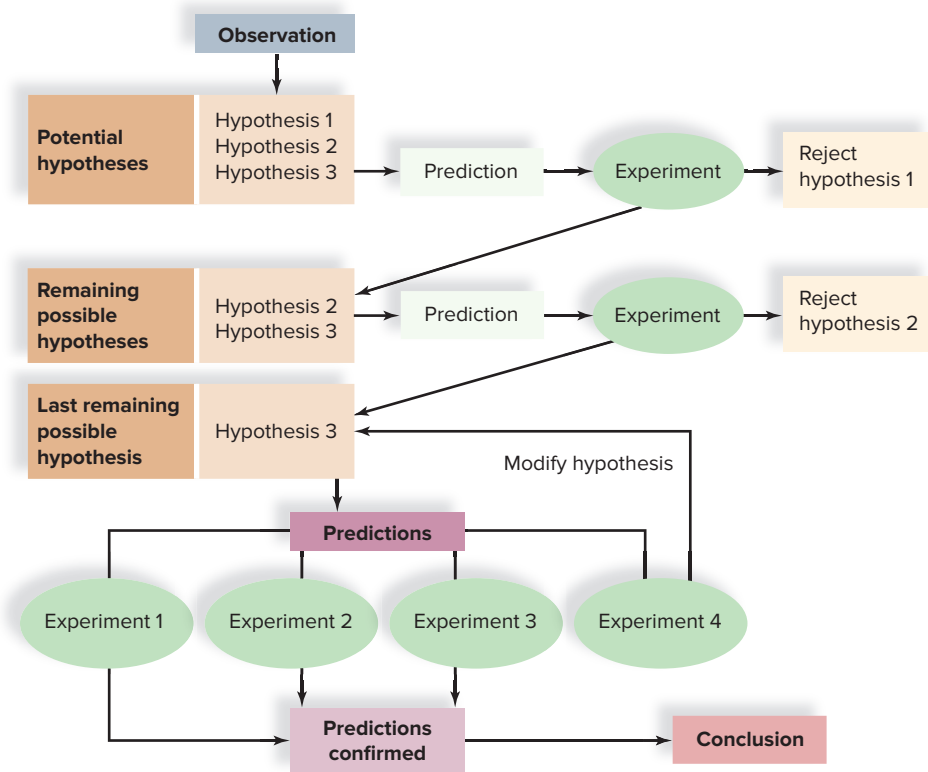 Observation
Potential
hypotheses
Hypothesis 1
Hypothesis 2
Hypothesis 3
Prediction
Experiment
Reject
hypothesis 1
Remaining
possible
hypotheses
Hypothesis 2
Hypothesis 3
Prediction
Experiment
Reject
hypothesis 2
Last remaining
possible
hypothesis
Hypothesis 3
Modify hypothesis
Predictions
Experiment 1
Experiment 2
Experiment 3
Experiment 4
Predictions
confirmed
Conclusion